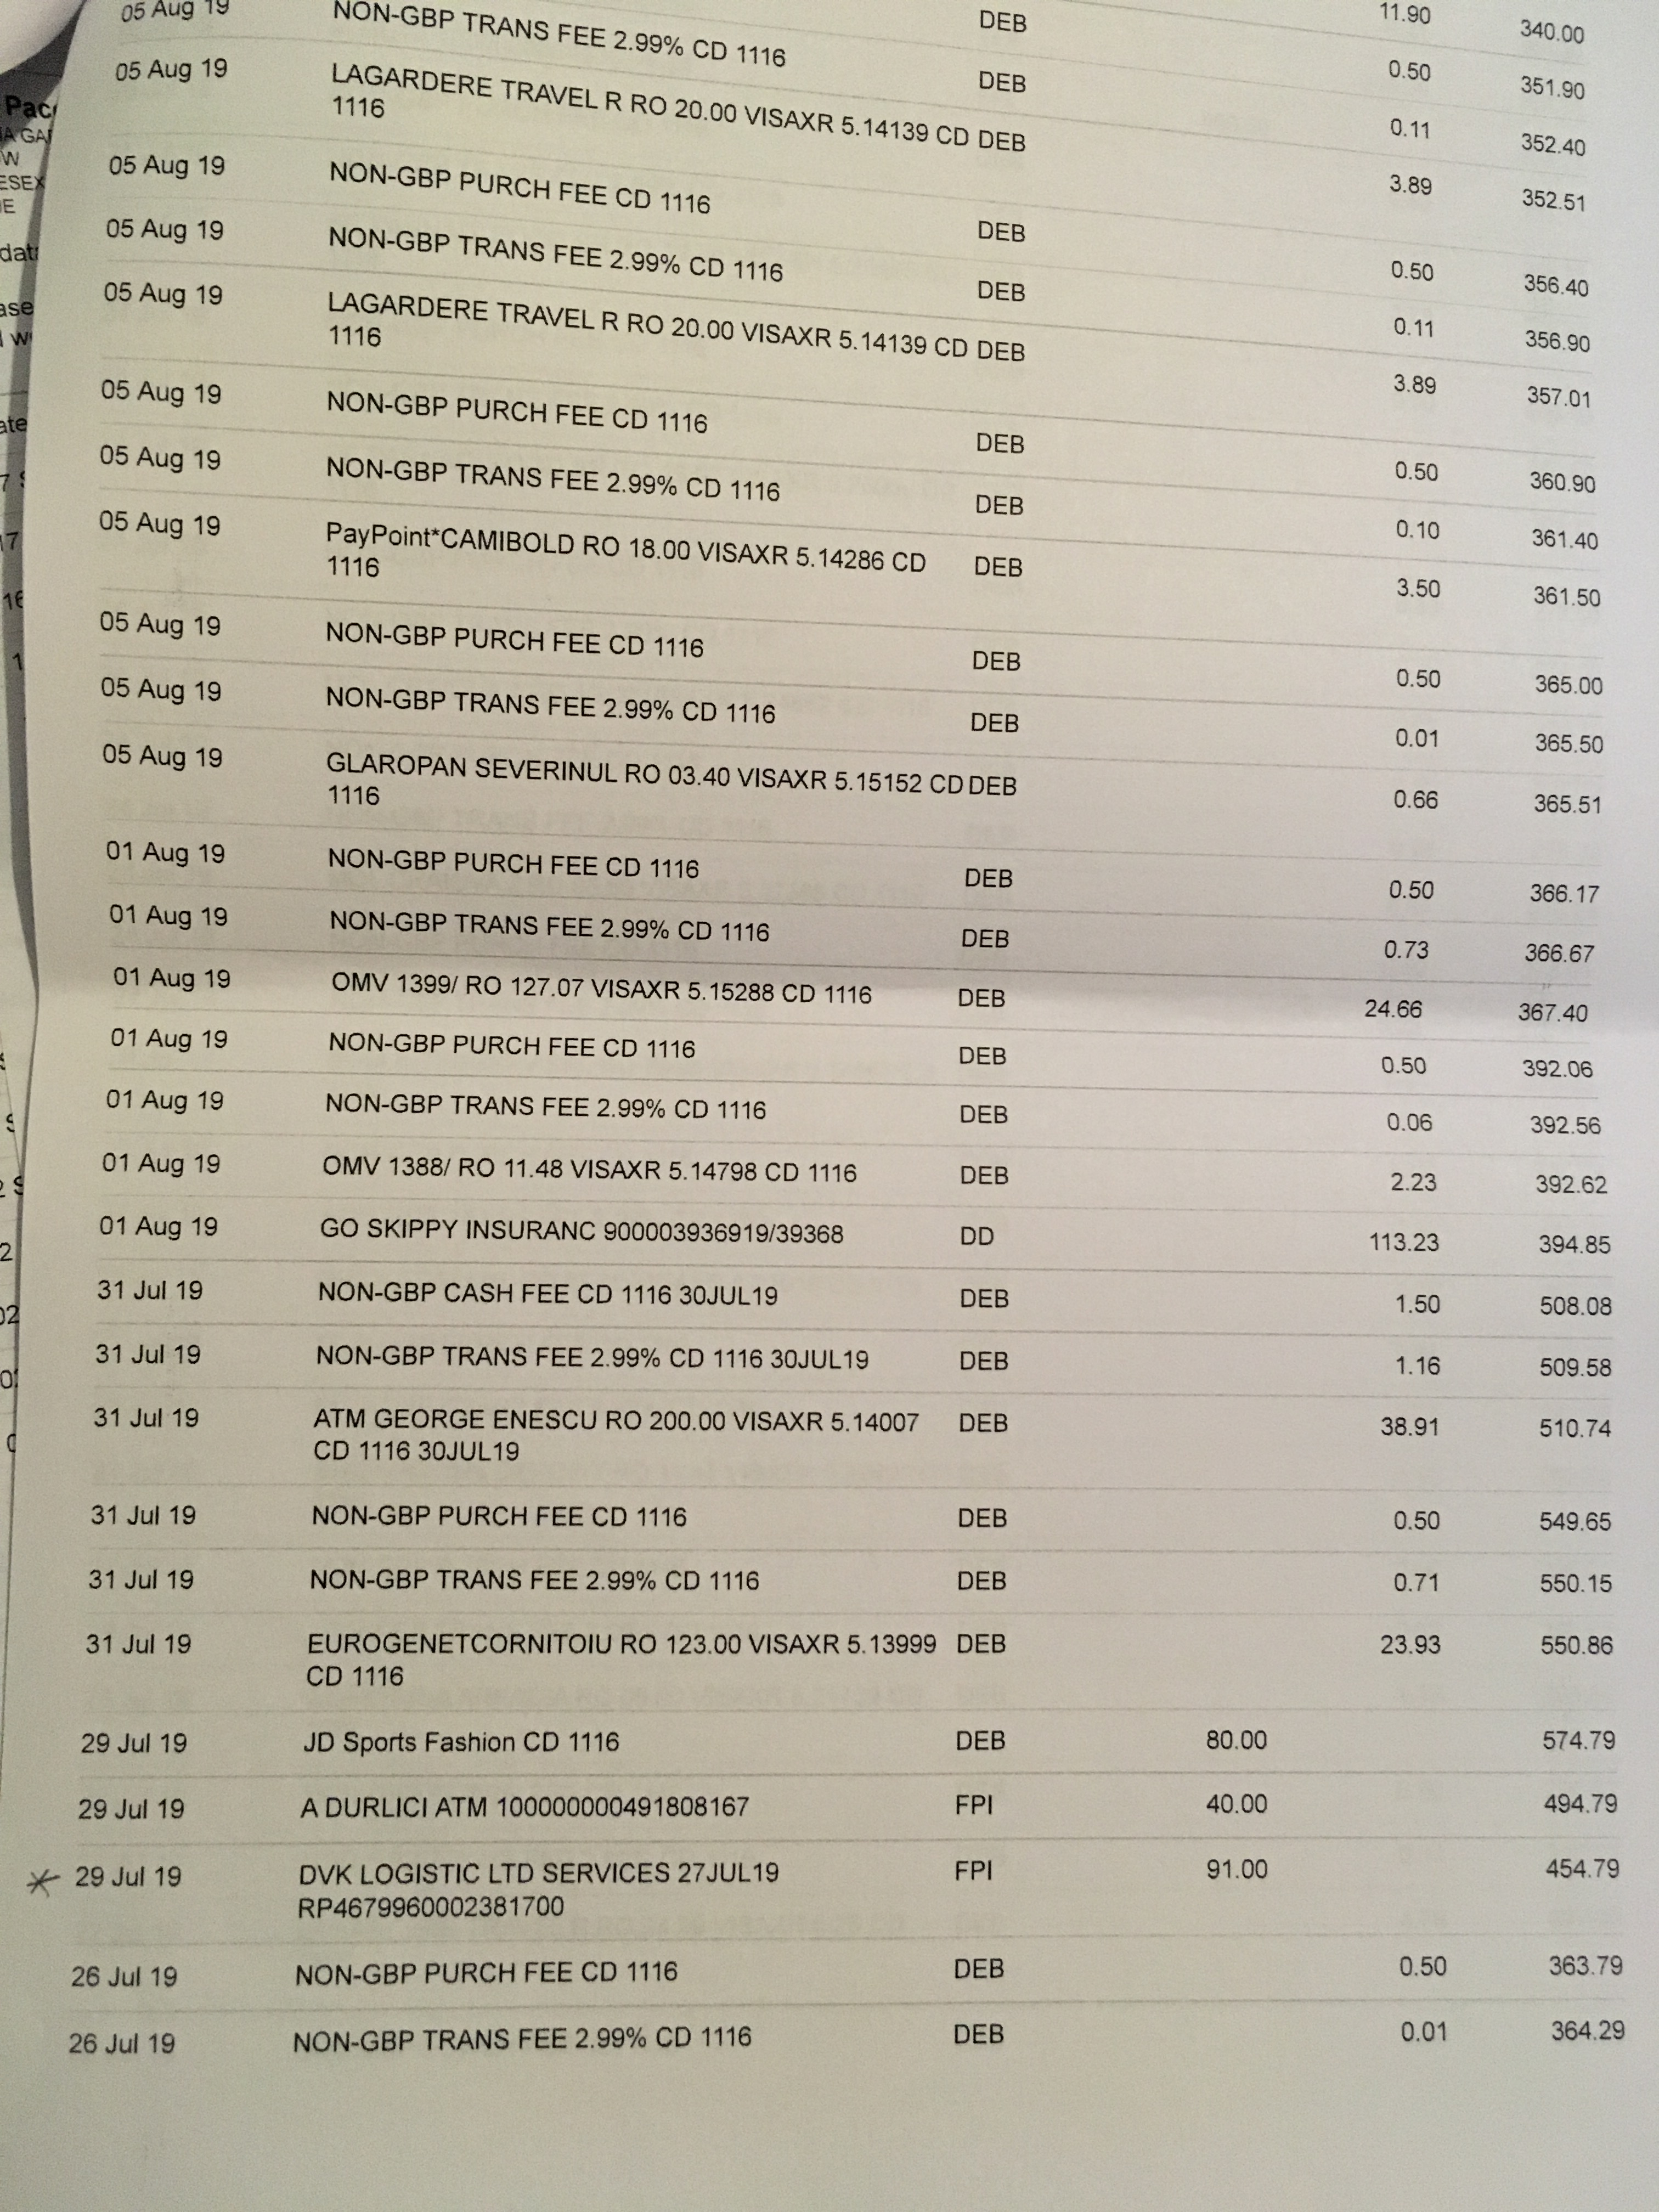 Pac
A GA
W
ESEX
E
dat
ase
w
ate
7 S
17
16
1
2
02
11.90 340.00
05 Aug 19 NON-GBP TRANS FEE 2.99% CD 1116 DEB 0.50 351.90
DEB
05 Aug 19 LAGARDERE TRAVEL R RO 20.00 VISAXR 5.14139 CD DEB 0.11 352.40
1116
3.89 352.51
05 Aug 19 NON-GBP PURCH FEE CD 1116 DEB 0.50 356.40
05 Aug 19 NON-GBP TRANS FEE 2.99% CD 1116 DEB 0.11 356.90
05 Aug 19 LAGARDERE TRAVEL R RO 20.00 VISAXR 5.14139 CD DEB 3.89 357.01
1116
05 Aug 19 NON-GBP PURCH FEE CD 1116 DEB 0.50 360.90
05 Aug 19 NON-GBP TRANS FEE 2.99% CD 1116 DEB 0.10 361.40
05 Aug 19 PayPoint*CAMIBOLD RO 18.00 VISAXR 5.14286 CD DEB 3.50 361.50
1116
05 Aug 19 NON-GBP PURCH FEE CD 1116 DEB 0.50 365.00
05 Aug 19 NON-GBP TRANS FEE 2.99% CD 1116 DEB 0.01 365.50
05 Aug 19 GLAROPAN SEVERINUL RO 03.40 VISAXR 5.15152 CD DEB 0.66 365.51
1116
01 Aug 19 NON-GBP PURCH FEE CD 1116 DEB 0.50 366.17
01 Aug 19 NON-GBP TRANS FEE 2.99% CD 1116 DEB 0.73 366.67
01 Aug 19 OMV 1399/ RO 127.07 VISAXR 5.15288 CD 1116 DEB 24.66 367.40
01 Aug 19 NON-GBP PURCH FEE CD 1116 DEB 0.50 392.06
01 Aug 19 NON-GBP TRANS FEE 2.99% CD 1116 DEB 0.06 392.56
01 Aug 19 OMV 1388/ RO 11.48 VISAXR 5.14798 CD 1116 DEB 2.23 392.62
01 Aug 19 GO SKIPPY INSURANC 900003936919/39368 DD 113.23 394.85
31 Jul 19 NON-GBP CASH FEE CD 1116 30JUL19 DEB 1.50 508.08
31 Jul 19 NON-GBP TRANS FEE 2.99% CD 1116 30JUL19 DEB 1.16 509.58
31 Jul 19 ATM GEORGE ENESCU RO 200.00 VISAXR 5.14007 DEB 38.91 510.74
CD 1116 30JUL19
31 Jul 19 NON-GBP PURCH FEE CD 1116 DEB 0.50 549.65
31 Jul 19 NON-GBP TRANS FEE 2.99% CD 1116 DEB 0.71 550.15
31 Jul 19 EUROGENETCORNITOIU RO 123.00 VISAXR 5.13999 DEB 23.93 550.86
CD 1116
29 Jul 19 JD Sports Fashion CD 1116 DEB 80.00 574.79
29 Jul 19 A DURLICI ATM 100000000491808167 FPI 40.00 494.79
* 29 Jul 19 DVK LOGISTIC LTD SERVICES 27JUL19 FPI 91.00 454.79
RP4679960002381700
26 Jul 19 NON-GBP PURCH FEE CD 1116 DEB 0.50 363.79
26 Jul 19 NON-GBP TRANS FEE 2.99% CD 1116 DEB 0.01 364.29